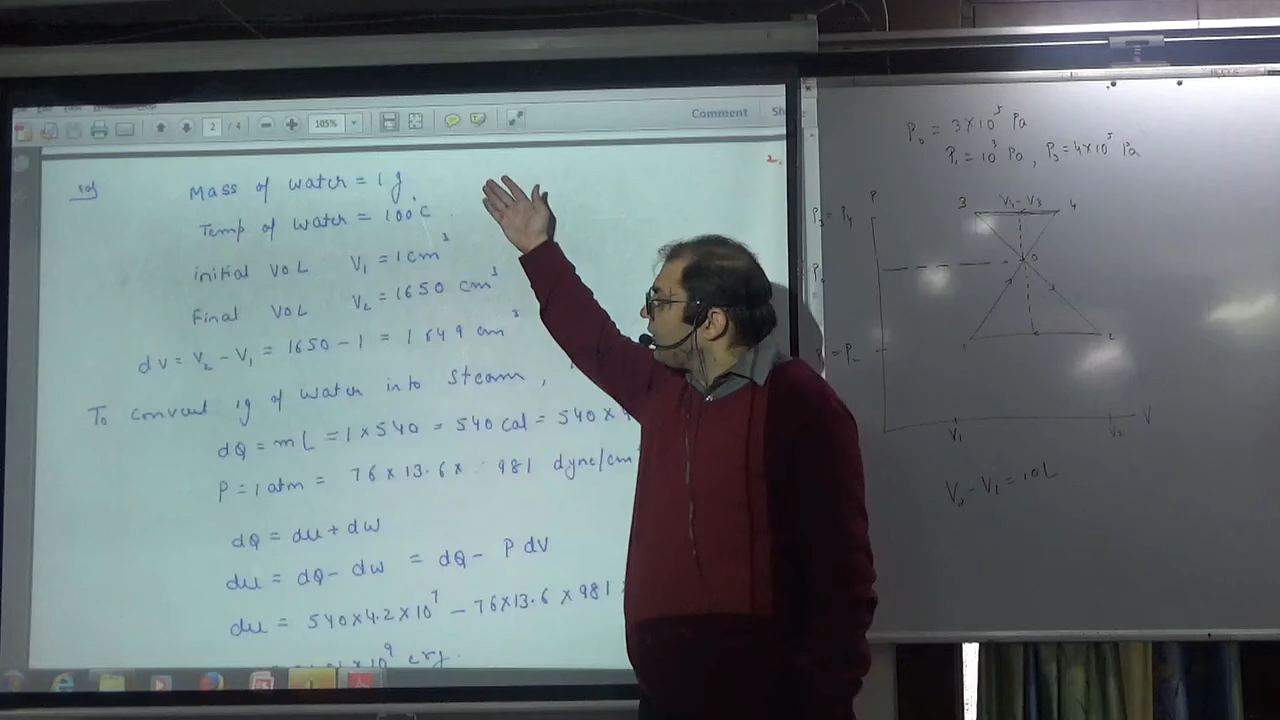 Comment
2 / 4
105%
2.
Sol
Mass of water = 1 g
Temp of water = 100°C
initial vol V₁ = 1 cm³
Final vol V₂ = 1650 cm³
dv = V₂ - V₁ = 1650 - 1 = 1649 cm³
To convert 1g of water into steam,
dQ = mL = 1 × 540 = 540 cal = 540 ×
P = 1 atm = 76 × 13.6 × 981 dyne/cm
dQ = du + dw
du = dQ - dw = dQ - P dV
du = 540 × 4.2 × 10⁷ - 76 × 13.6 × 981
× 10⁹ erg.
P₀ = 3 × 10⁵ Pa
P₁ = 10⁵ Pa, P₃ = 4 × 10⁵ Pa
P
3 V₄ - V₃ 4
P₃ = P₄
P₀ O
= P₂
V₁ V₂ V
V₂ - V₁ = 10 L